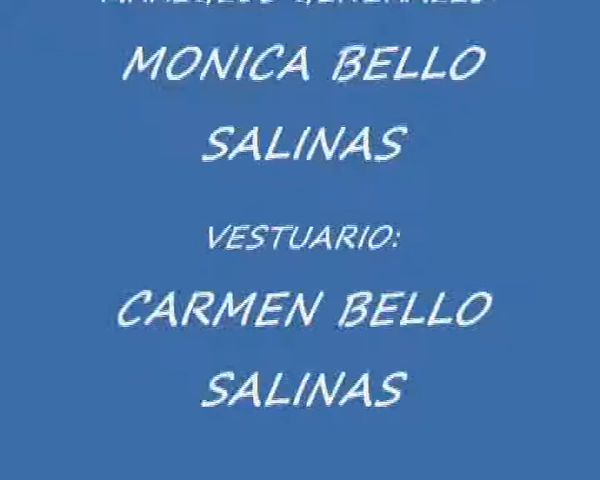 MONICA BELLO
SALINAS
VESTUARIO:
CARMEN BELLO
SALINAS